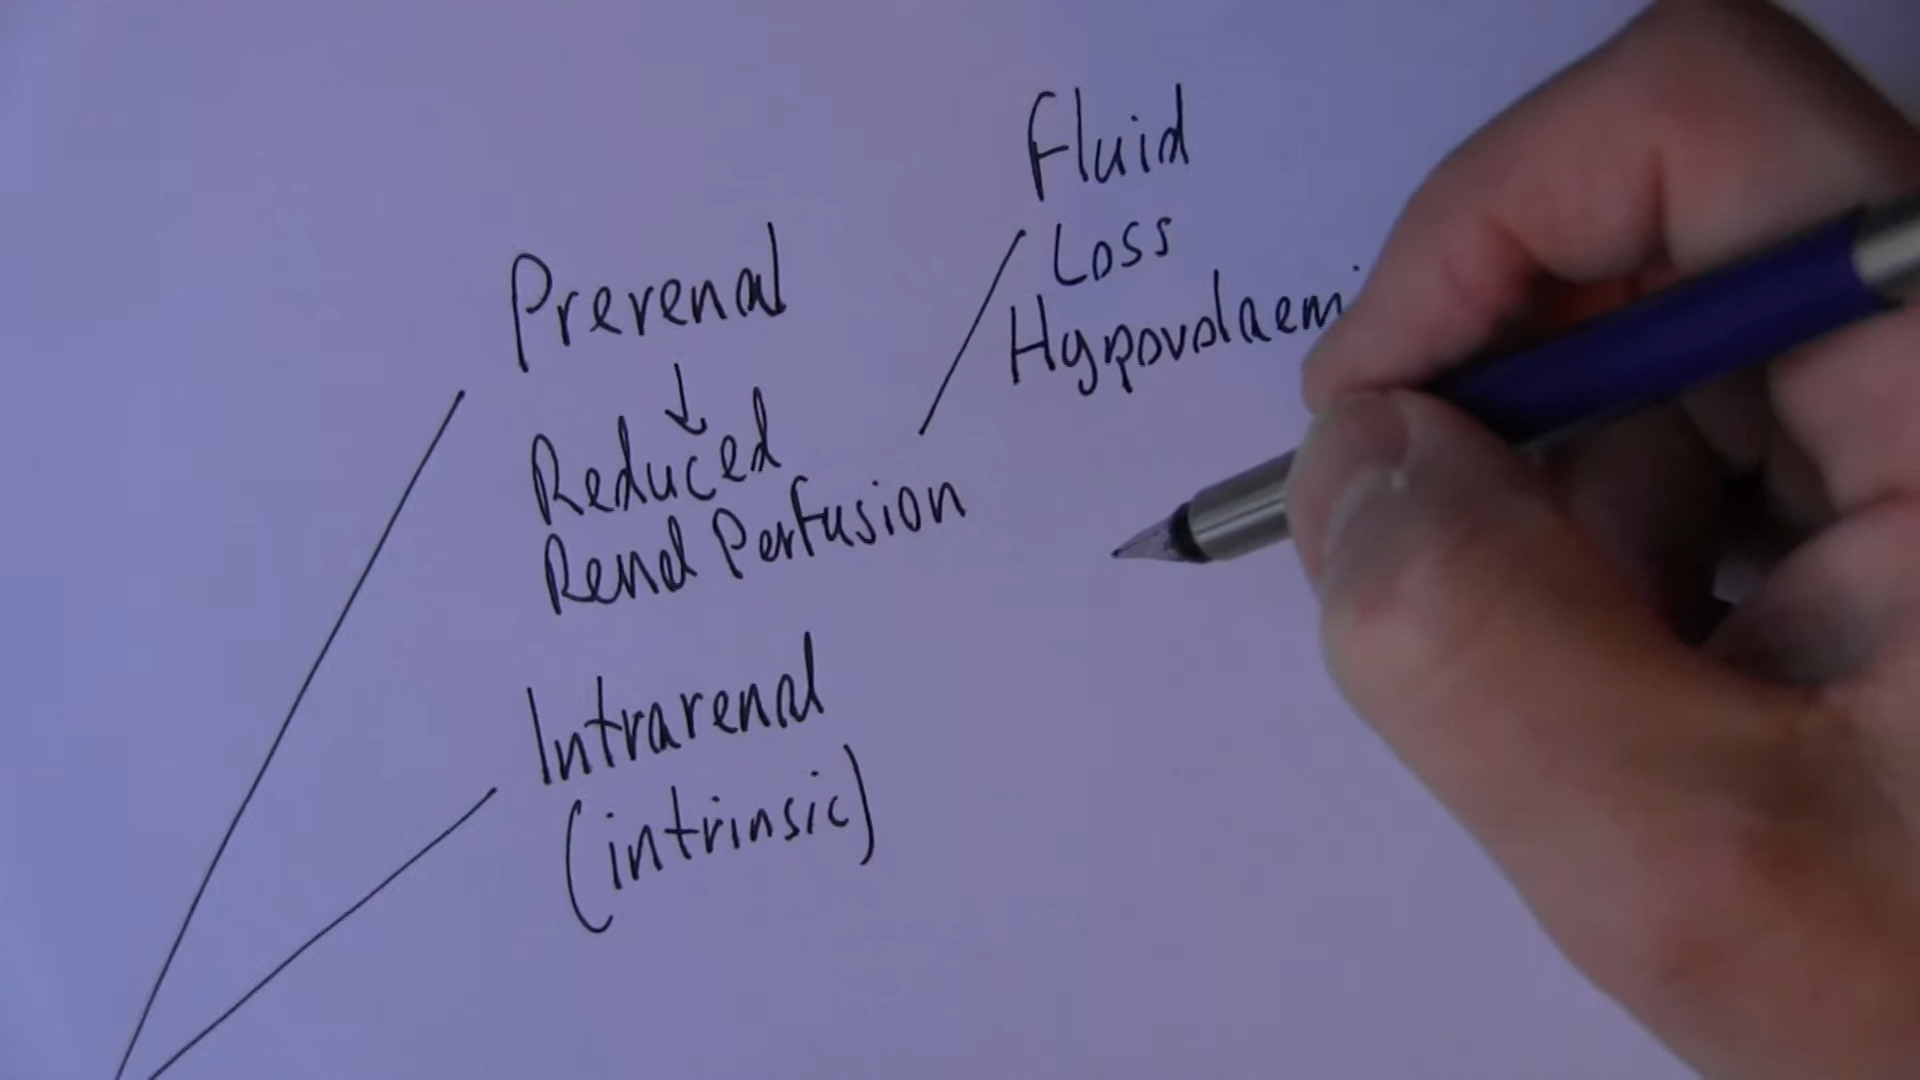 Prerenal
↓
Reduced
Renal Perfusion
Fluid
Loss
Hypovolaemi
Intrarenal
(intrinsic)